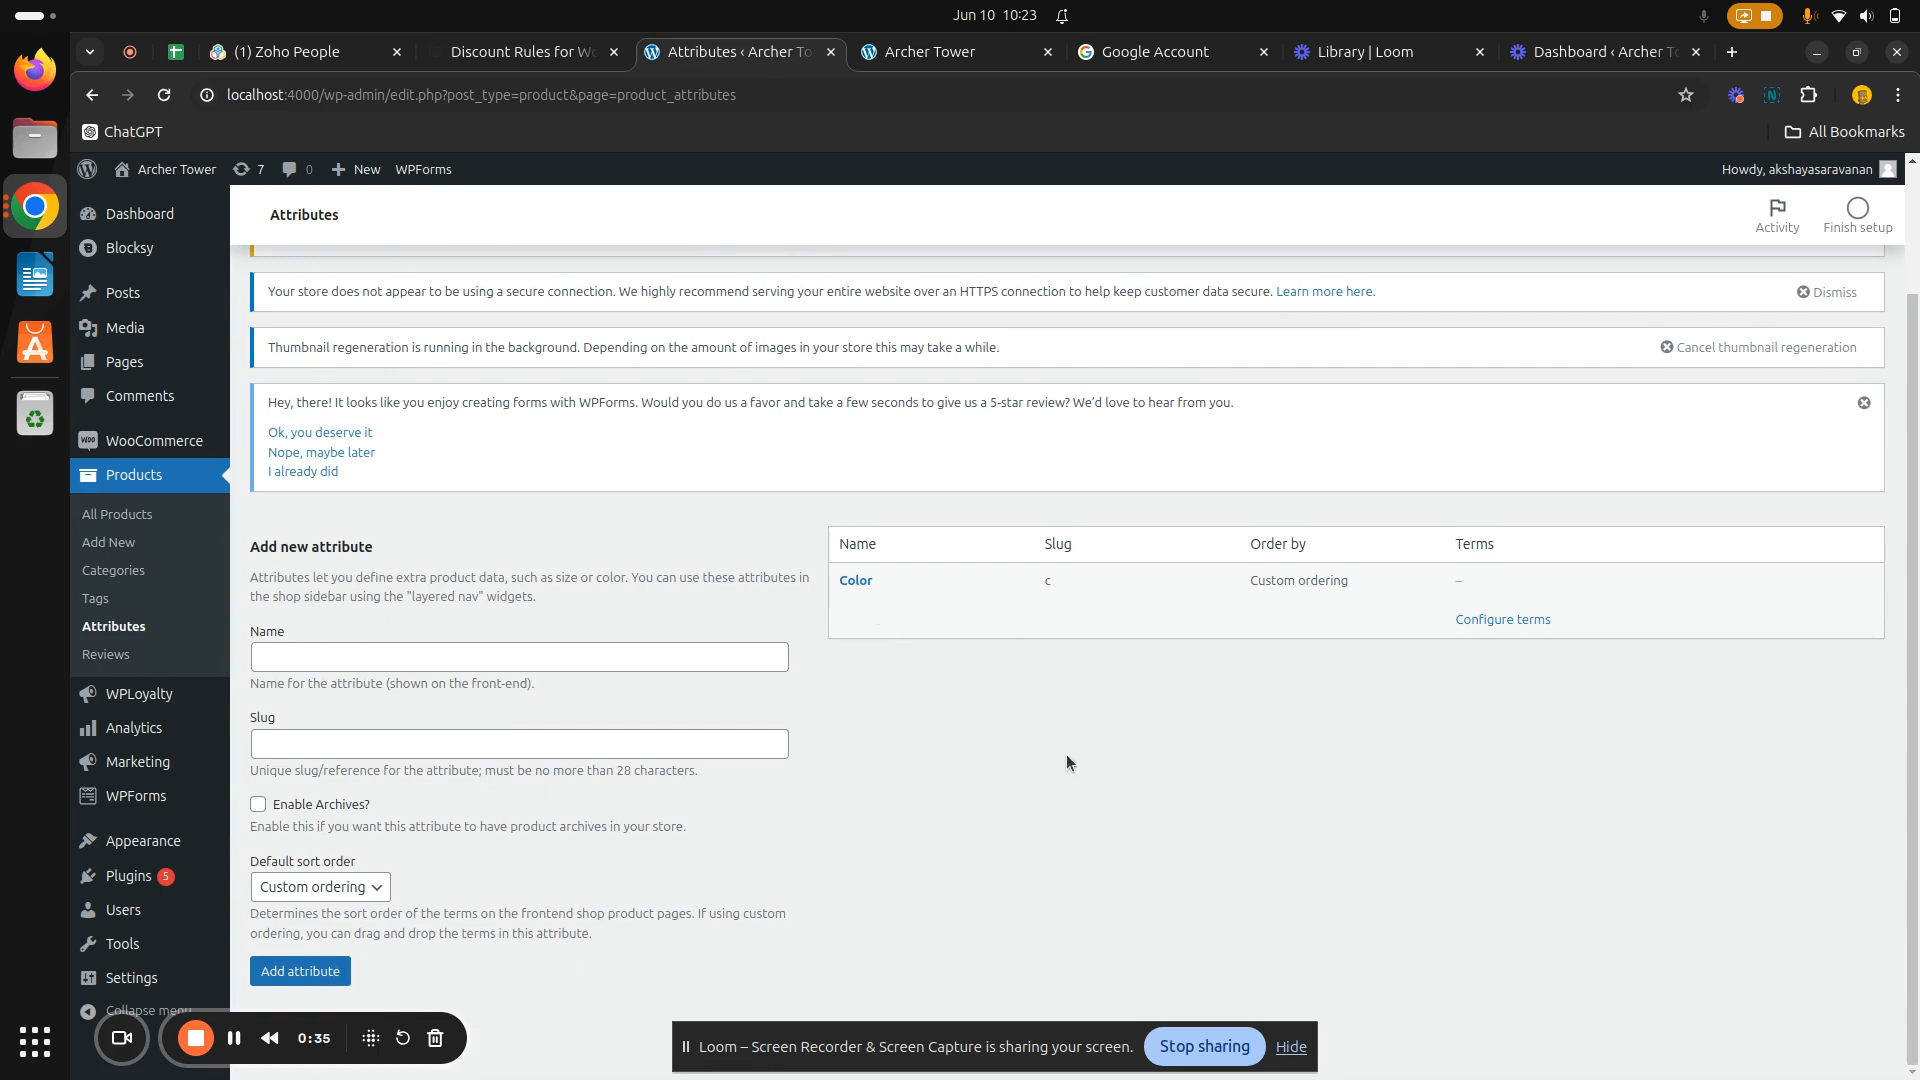 Jun 10 10:23
(1) Zoho People
Discount Rules for Wo
Attributes ‹ Archer To
Archer Tower
Google Account
Library | Loom
Dashboard ‹ Archer To
localhost:4000/wp-admin/edit.php?post_type=product&page=product_attributes
ChatGPT
All Bookmarks
Archer Tower
7
0
New
WPForms
Howdy, akshayasaravanan
Dashboard
Blocksy
Posts
Media
Pages
Comments
WooCommerce
Products
All Products
Add New
Categories
Tags
Attributes
Reviews
WPLoyalty
Analytics
Marketing
WPForms
Appearance
Plugins 5
Users
Tools
Settings
Collapse menu
Attributes
Activity
Finish setup
Your store does not appear to be using a secure connection. We highly recommend serving your entire website over an HTTPS connection to help keep customer data secure. Learn more here.
Dismiss
Thumbnail regeneration is running in the background. Depending on the amount of images in your store this may take a while.
Cancel thumbnail regeneration
Hey, there! It looks like you enjoy creating forms with WPForms. Would you do us a favor and take a few seconds to give us a 5-star review? We'd love to hear from you.
Ok, you deserve it
Nope, maybe later
I already did
Add new attribute
Attributes let you define extra product data, such as size or color. You can use these attributes in
the shop sidebar using the "layered nav" widgets.
Name
Name for the attribute (shown on the front-end).
Slug
Unique slug/reference for the attribute; must be no more than 28 characters.
Enable Archives?
Enable this if you want this attribute to have product archives in your store.
Default sort order
Custom ordering
Determines the sort order of the terms on the frontend shop product pages. If using custom
ordering, you can drag and drop the terms in this attribute.
Add attribute
Name Slug Order by Terms
Color c Custom ordering –
Configure terms
0:35
Loom – Screen Recorder & Screen Capture is sharing your screen.
Stop sharing
Hide